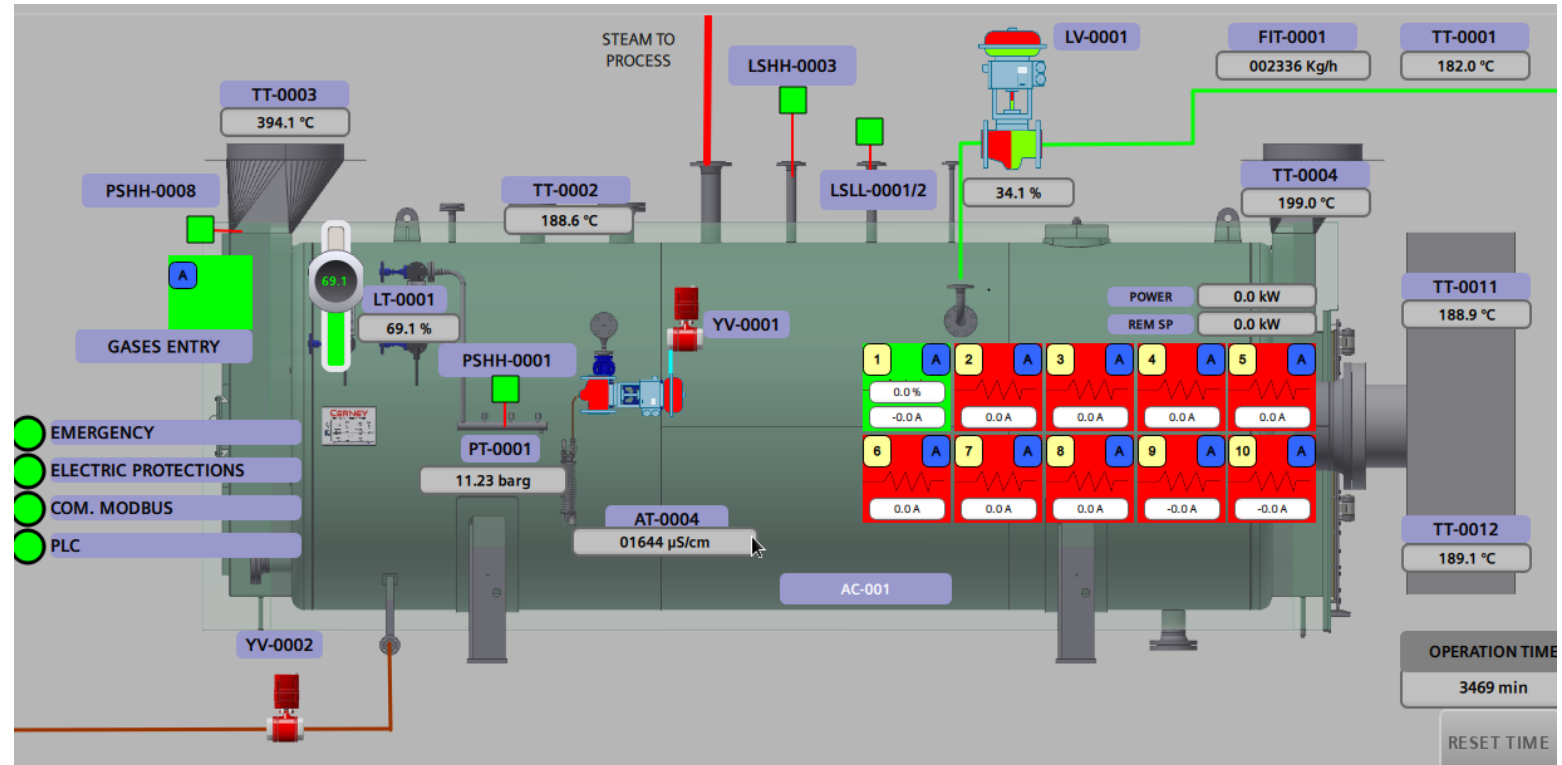 STEAM TO
PROCESS
LV-0001
FIT-0001
TT-0001
002336 Kg/h
182.0 °C
LSHH-0003
TT-0003
394.1 °C
PSHH-0008
TT-0002
188.6 °C
LSLL-0001/2
34.1 %
TT-0004
199.0 °C
A
69.1
LT-0001
69.1 %
GASES ENTRY
YV-0001
POWER
0.0 kW
REM SP
0.0 kW
TT-0011
188.9 °C
PSHH-0001
1 A
0.0 %
-0.0 A
2 A
0.0 A
3 A
0.0 A
4 A
0.0 A
5 A
0.0 A
CERNEY
EMERGENCY
ELECTRIC PROTECTIONS
COM. MODBUS
PLC
PT-0001
11.23 barg
6 A
0.0 A
7 A
0.0 A
8 A
0.0 A
9 A
-0.0 A
10 A
-0.0 A
AT-0004
01644 µS/cm
TT-0012
189.1 °C
AC-001
YV-0002
OPERATION TIME
3469 min
RESET TIME